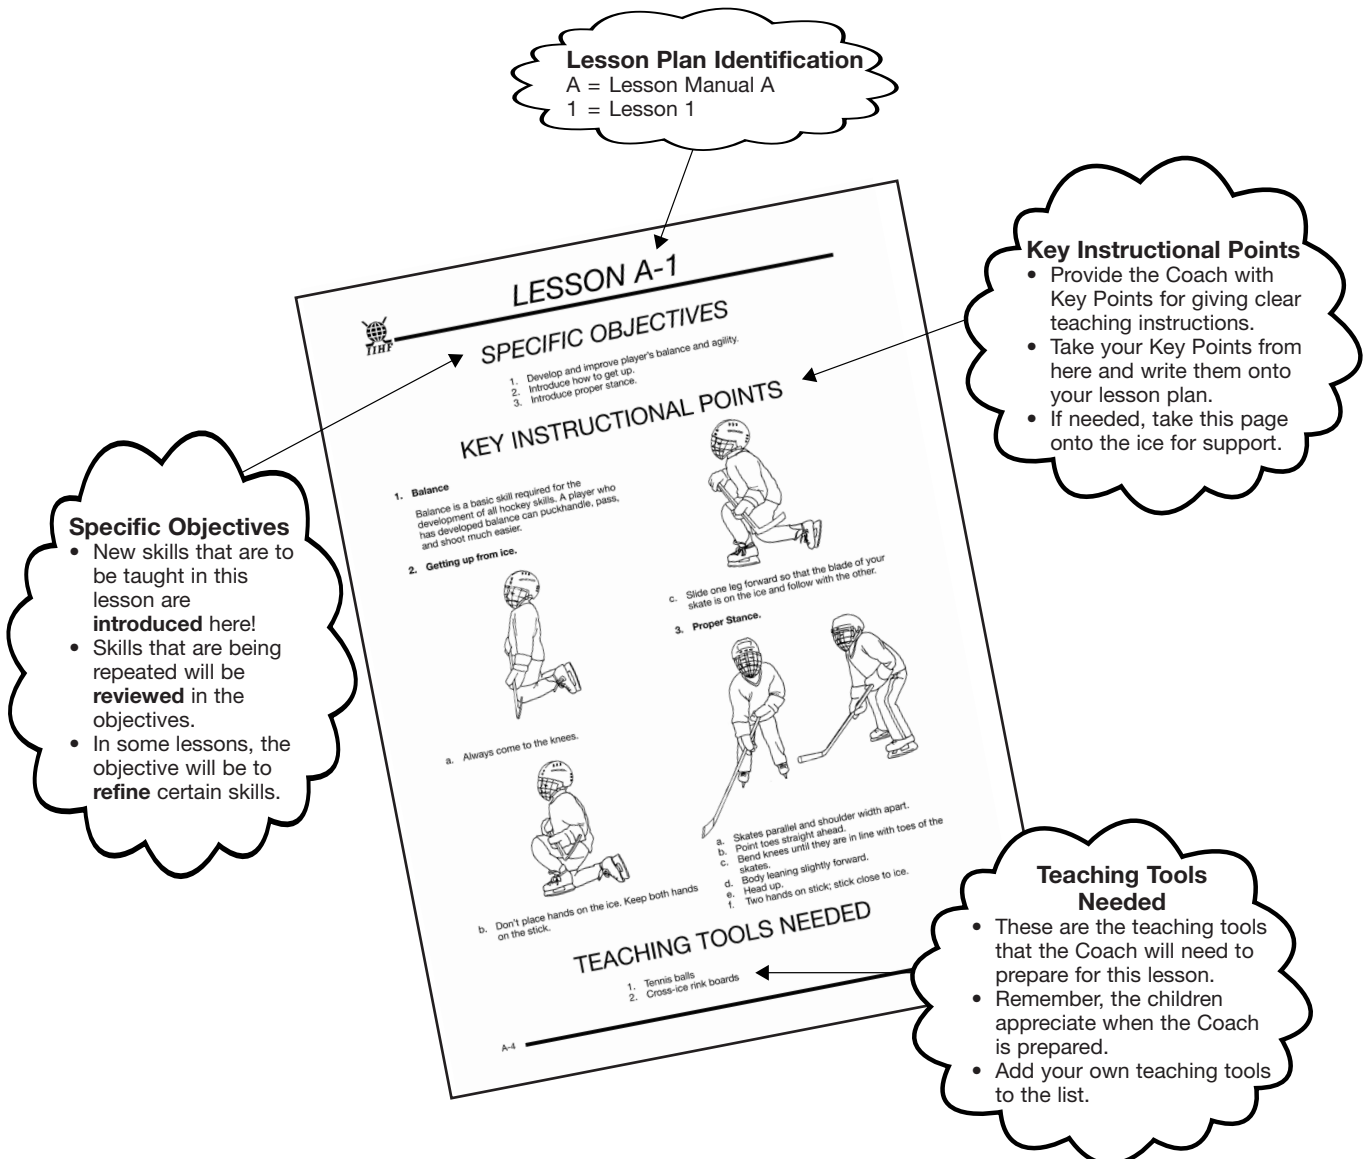 Lesson Plan Identification
A = Lesson Manual A
1 = Lesson 1
Key Instructional Points
• Provide the Coach with
Key Points for giving clear
teaching instructions.
• Take your Key Points from
here and write them onto
your lesson plan.
• If needed, take this page
onto the ice for support.
Specific Objectives
• New skills that are to
be taught in this
lesson are
introduced here!
• Skills that are being
repeated will be
reviewed in the
objectives.
• In some lessons, the
objective will be to
refine certain skills.
LESSON A-1
IIHF
SPECIFIC OBJECTIVES
1. Develop and improve player's balance and agility.
2. Introduce how to get up.
3. Introduce proper stance.
KEY INSTRUCTIONAL POINTS
1. Balance
Balance is a basic skill required for the
development of all hockey skills. A player who
has developed balance can puckhandle, pass,
and shoot much easier.
2. Getting up from ice.
a. Always come to the knees.
b. Don't place hands on the ice. Keep both hands
on the stick.
c. Slide one leg forward so that the blade of your
skate is on the ice and follow with the other.
3. Proper Stance.
a. Skates parallel and shoulder width apart.
b. Point toes straight ahead.
c. Bend knees until they are in line with toes of the
skates.
d. Body leaning slightly forward.
e. Head up.
f. Two hands on stick; stick close to ice.
TEACHING TOOLS NEEDED
1. Tennis balls
2. Cross-ice rink boards
A-4
Teaching Tools
Needed
• These are the teaching tools
that the Coach will need to
prepare for this lesson.
• Remember, the children
appreciate when the Coach
is prepared.
• Add your own teaching tools
to the list.